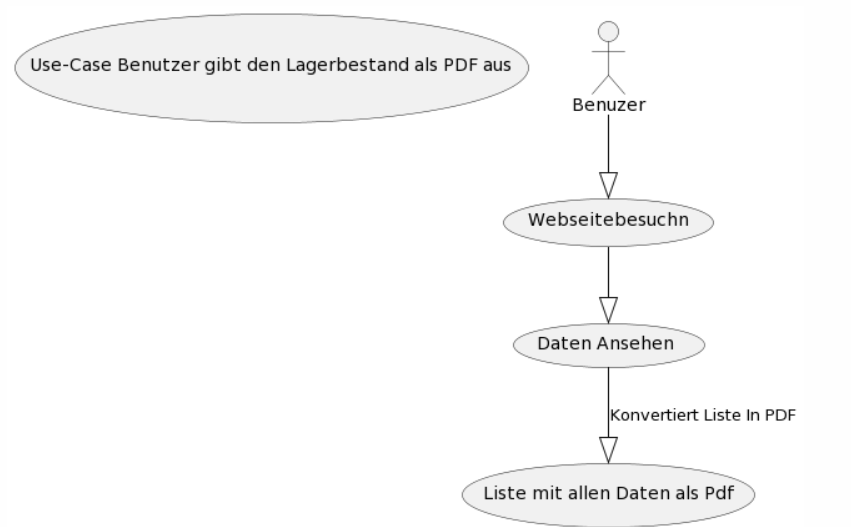 Use-Case Benutzer gibt den Lagerbestand als PDF aus
Benuzer
Webseitebesuchn
Daten Ansehen
Konvertiert Liste In PDF
Liste mit allen Daten als Pdf